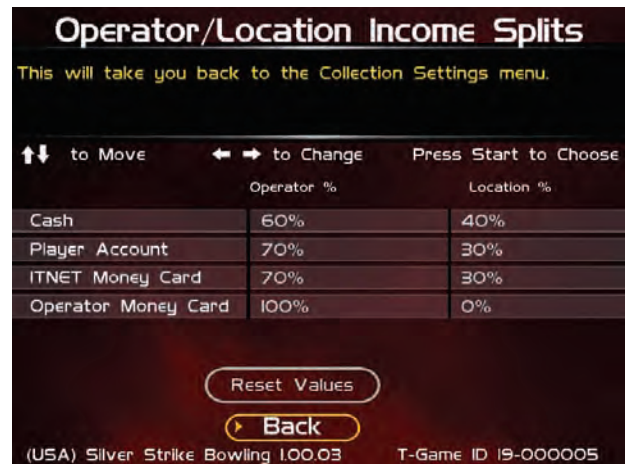 Operator/Location Income Splits
This will take you back to the Collection Settings menu.
to Move to Change Press Start to Choose
Operator % Location %
Cash 60% 40%
Player Account 70% 30%
ITNET Money Card 70% 30%
Operator Money Card 100% 0%
Reset Values
Back
(USA) Silver Strike Bowling 1.00.03 T-Game ID 19-000005